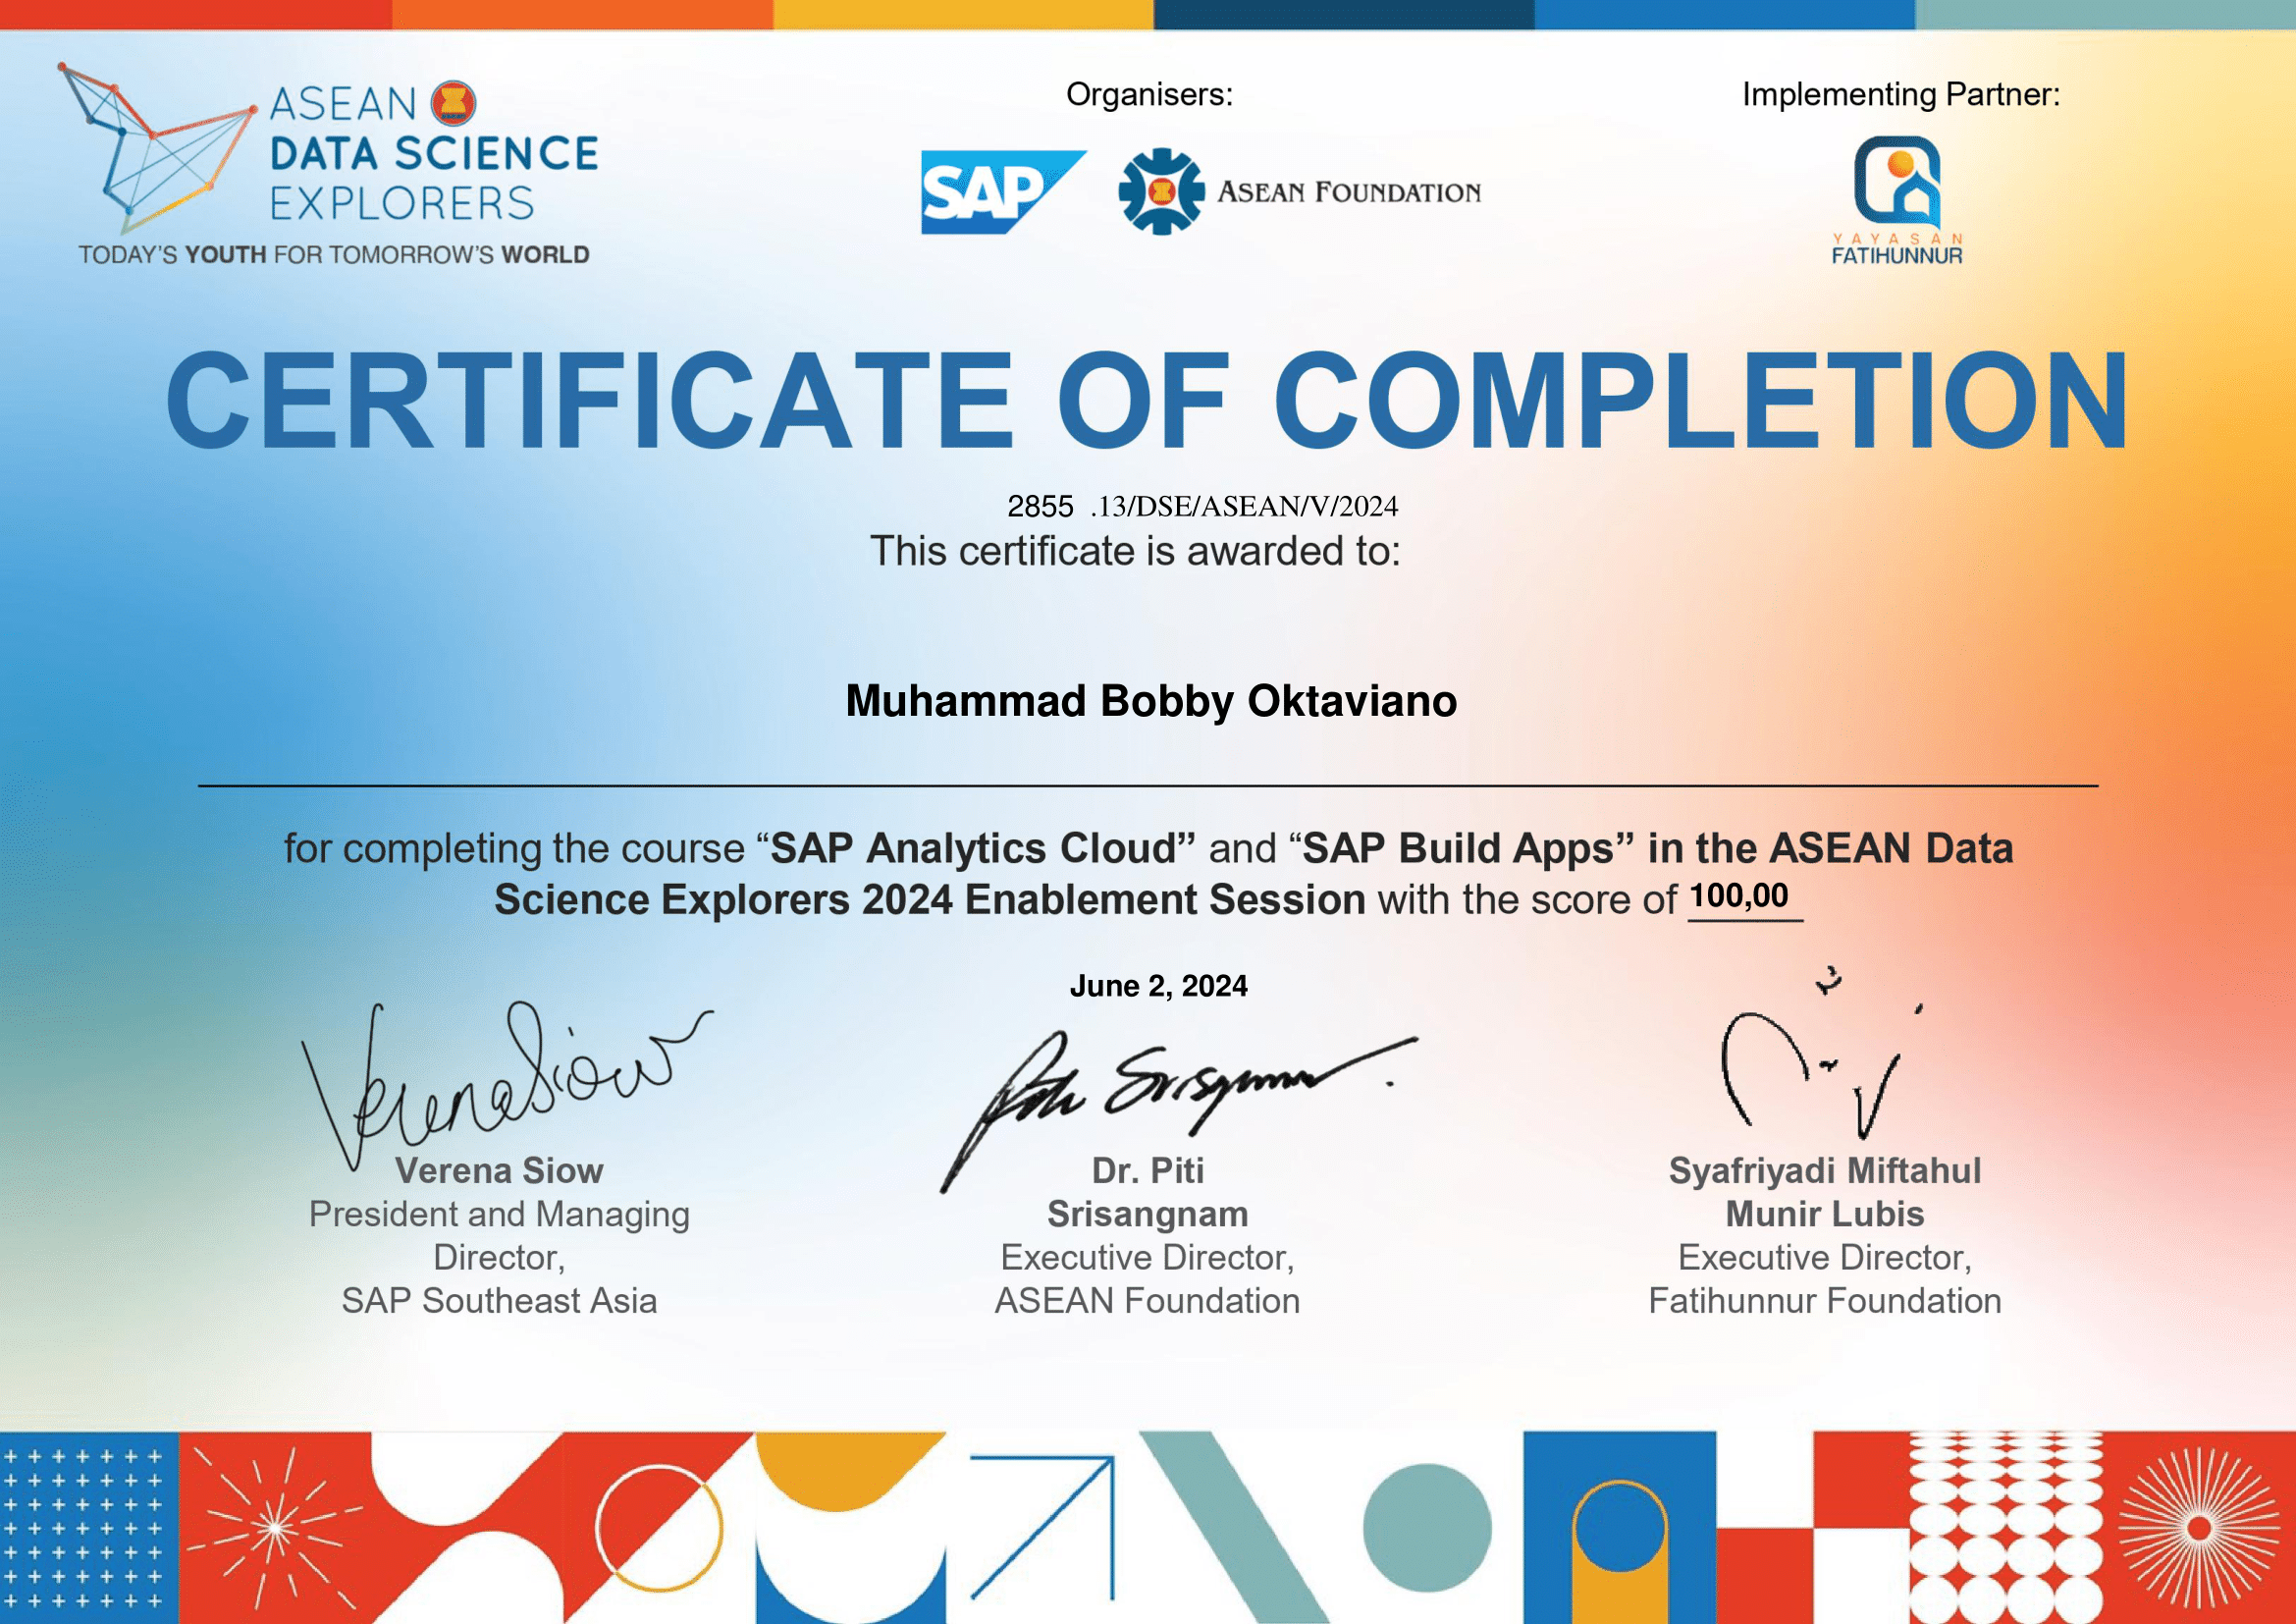 ASEAN
DATA SCIENCE
EXPLORERS
TODAY'S YOUTH FOR TOMORROW'S WORLD
Organisers:
SAP
ASEAN FOUNDATION
Implementing Partner:
YAYASAN
FATIHUNNUR
CERTIFICATE OF COMPLETION
2855 .13/DSE/ASEAN/V/2024
This certificate is awarded to:
Muhammad Bobby Oktaviano
for completing the course “SAP Analytics Cloud” and “SAP Build Apps” in the ASEAN Data
Science Explorers 2024 Enablement Session with the score of 100,00
June 2, 2024
Verena Siow
Verena Siow
President and Managing
Director,
SAP Southeast Asia
Dr. Piti
Srisangnam
Executive Director,
ASEAN Foundation
Syafriyadi Miftahul
Munir Lubis
Executive Director,
Fatihunnur Foundation